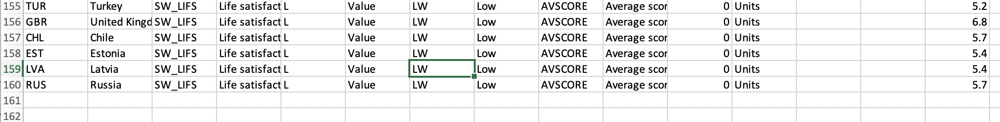 155 TUR Turkey SW_LIFS Life satisfact L Value LW Low AVSCORE Average scor 0 Units 5.2
156 GBR United Kingd SW_LIFS Life satisfact L Value LW Low AVSCORE Average scor 0 Units 6.8
157 CHL Chile SW_LIFS Life satisfact L Value LW Low AVSCORE Average scor 0 Units 5.7
158 EST Estonia SW_LIFS Life satisfact L Value LW Low AVSCORE Average scor 0 Units 5.4
159 LVA Latvia SW_LIFS Life satisfact L Value LW Low AVSCORE Average scor 0 Units 5.4
160 RUS Russia SW_LIFS Life satisfact L Value LW Low AVSCORE Average scor 0 Units 5.7
161
162